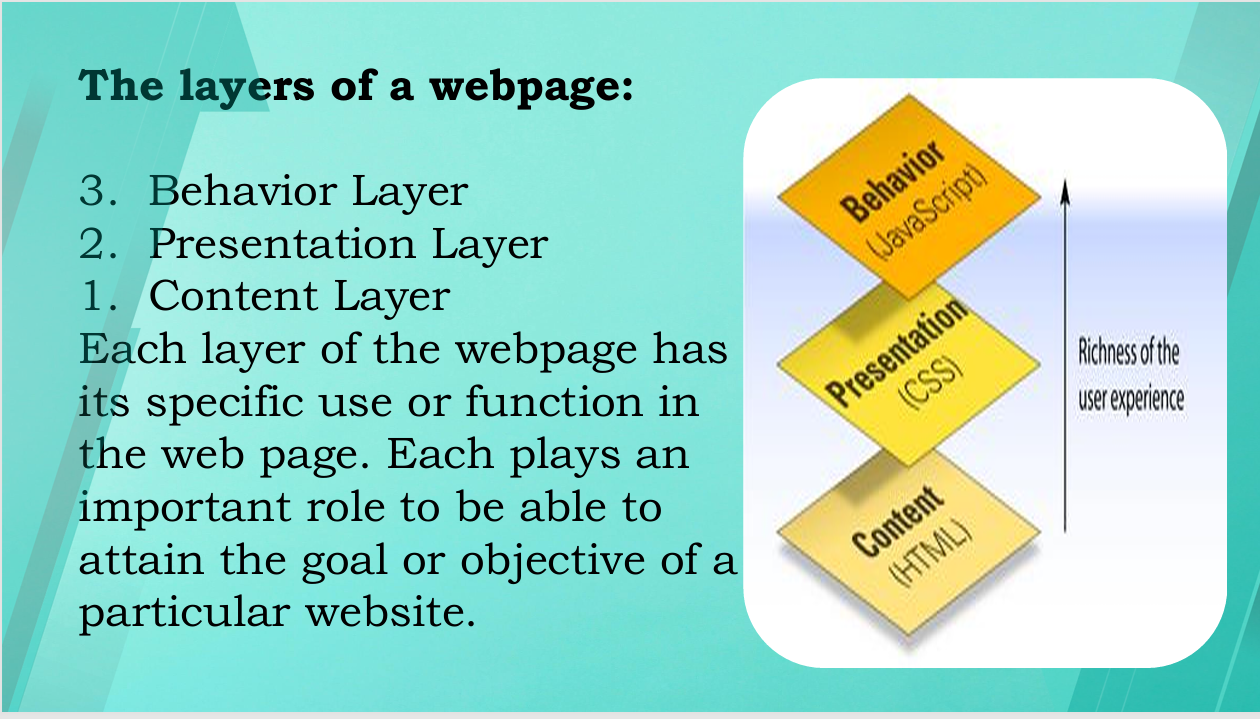 The layers of a webpage:
3. Behavior Layer
2. Presentation Layer
1. Content Layer
Each layer of the webpage has
its specific use or function in
the web page. Each plays an
important role to be able to
attain the goal or objective of a
particular website.
Behavior
(JavaScript)
Presentation
(CSS)
Content
(HTML)
Richness of the
user experience